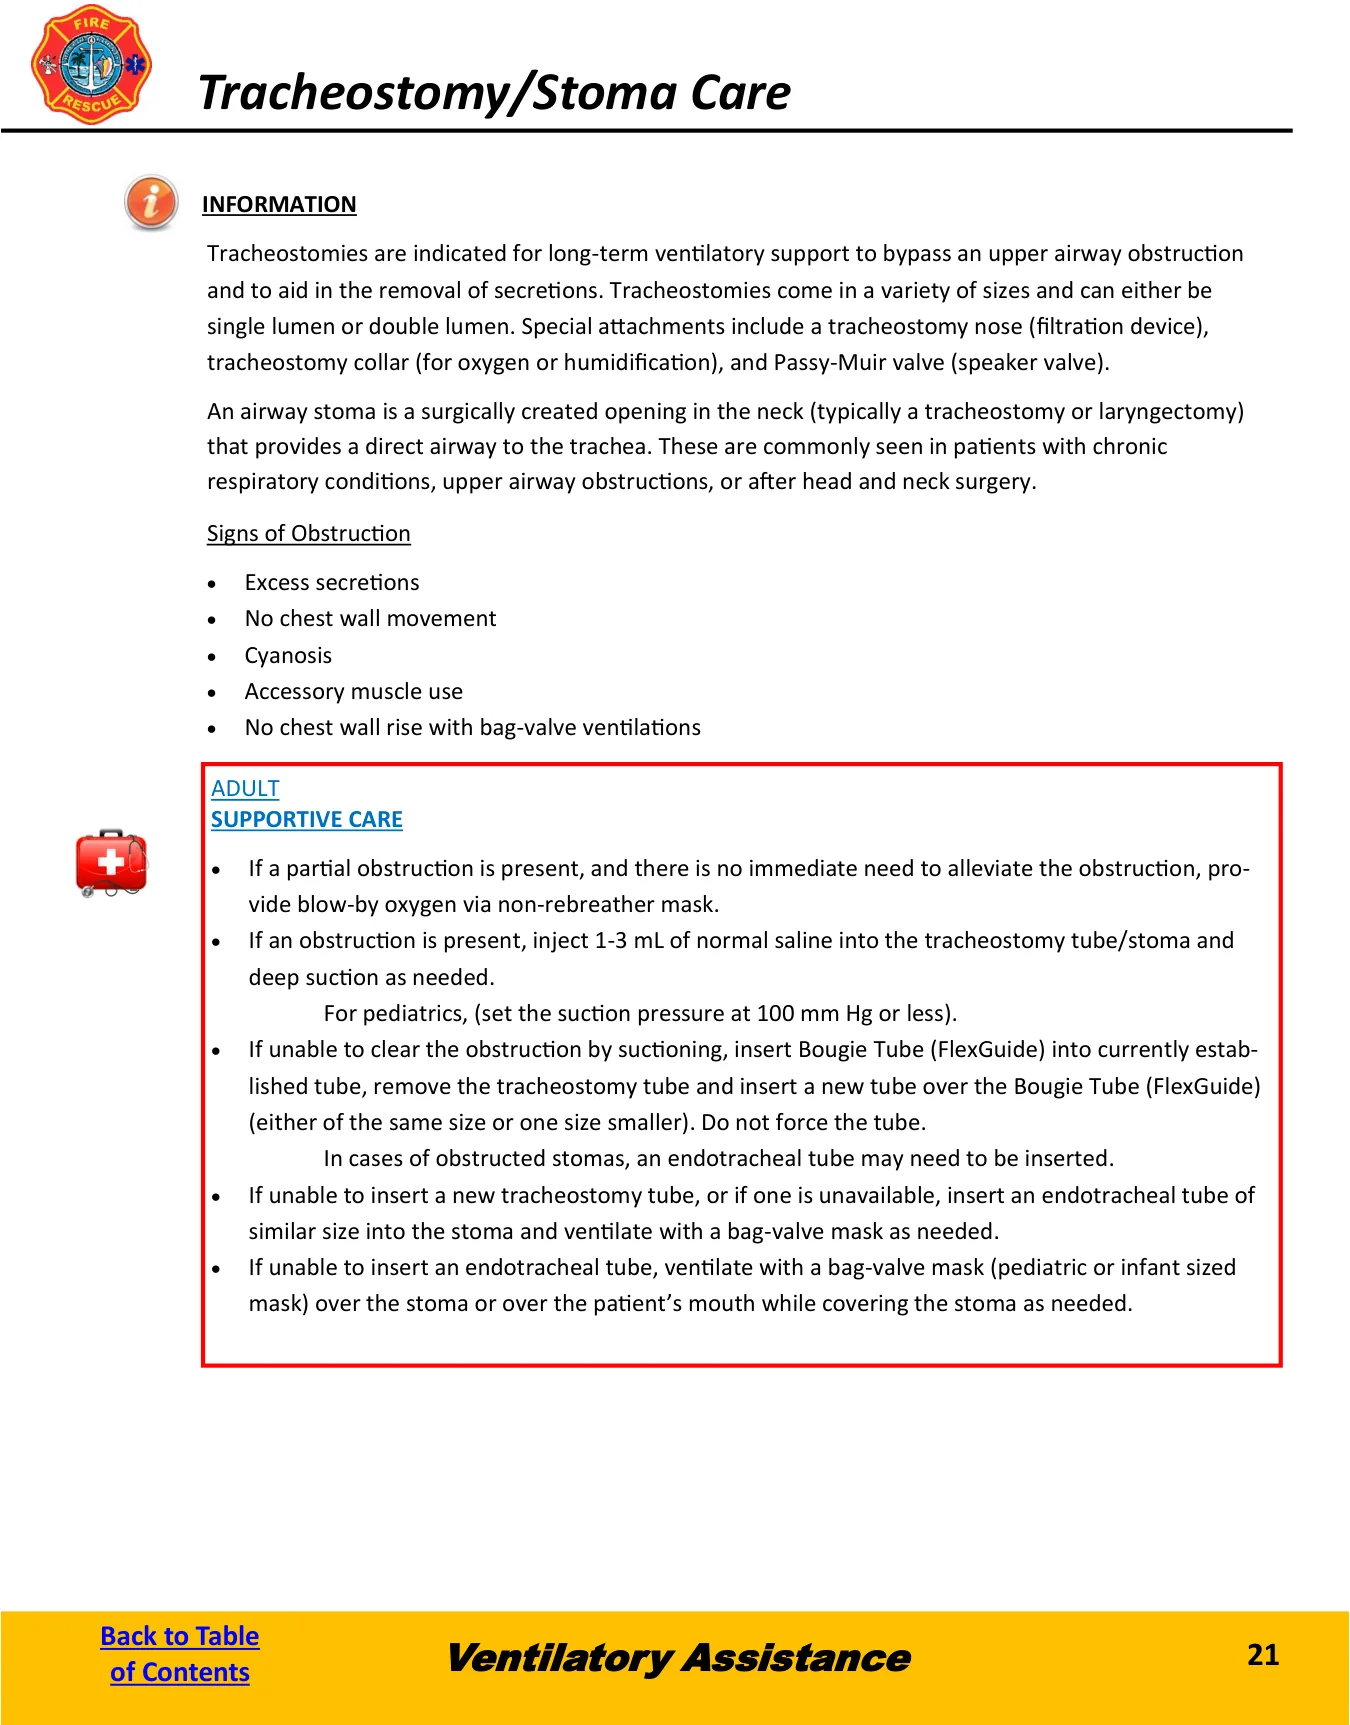 FIRE
RESCUE
Tracheostomy/Stoma Care
INFORMATION
Tracheostomies are indicated for long-term ventilatory support to bypass an upper airway obstruction
and to aid in the removal of secretions. Tracheostomies come in a variety of sizes and can either be
single lumen or double lumen. Special attachments include a tracheostomy nose (filtration device),
tracheostomy collar (for oxygen or humidification), and Passy-Muir valve (speaker valve).
An airway stoma is a surgically created opening in the neck (typically a tracheostomy or laryngectomy)
that provides a direct airway to the trachea. These are commonly seen in patients with chronic
respiratory conditions, upper airway obstructions, or after head and neck surgery.
Signs of Obstruction
• Excess secretions
• No chest wall movement
• Cyanosis
• Accessory muscle use
• No chest wall rise with bag-valve ventilations
ADULT
SUPPORTIVE CARE
• If a partial obstruction is present, and there is no immediate need to alleviate the obstruction, pro-
vide blow-by oxygen via non-rebreather mask.
• If an obstruction is present, inject 1-3 mL of normal saline into the tracheostomy tube/stoma and
deep suction as needed.
For pediatrics, (set the suction pressure at 100 mm Hg or less).
• If unable to clear the obstruction by suctioning, insert Bougie Tube (FlexGuide) into currently estab-
lished tube, remove the tracheostomy tube and insert a new tube over the Bougie Tube (FlexGuide)
(either of the same size or one size smaller). Do not force the tube.
In cases of obstructed stomas, an endotracheal tube may need to be inserted.
• If unable to insert a new tracheostomy tube, or if one is unavailable, insert an endotracheal tube of
similar size into the stoma and ventilate with a bag-valve mask as needed.
• If unable to insert an endotracheal tube, ventilate with a bag-valve mask (pediatric or infant sized
mask) over the stoma or over the patient's mouth while covering the stoma as needed.
Back to Table
of Contents
Ventilatory Assistance
21